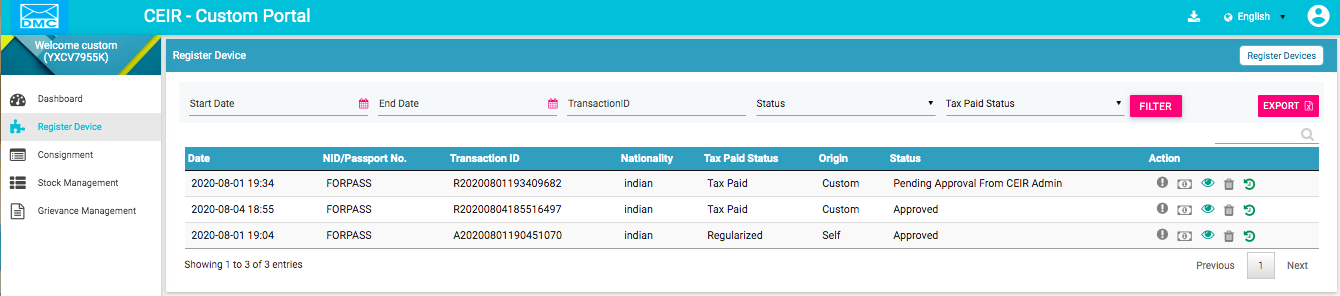 DMC
CEIR - Custom Portal
English
Welcome custom
(YXCV7955K)
Dashboard
Register Device
Consignment
Stock Management
Grievance Management
Register Device
Register Devices
Start Date End Date TransactionID Status Tax Paid Status FILTER EXPORT
Date NID/Passport No. Transaction ID Nationality Tax Paid Status Origin Status Action
2020-08-01 19:34 FORPASS R20200801193409682 indian Tax Paid Custom Pending Approval From CEIR Admin
2020-08-04 18:55 FORPASS R20200804185516497 indian Tax Paid Custom Approved
2020-08-01 19:04 FORPASS A20200801190451070 indian Regularized Self Approved
Showing 1 to 3 of 3 entries
Previous 1 Next